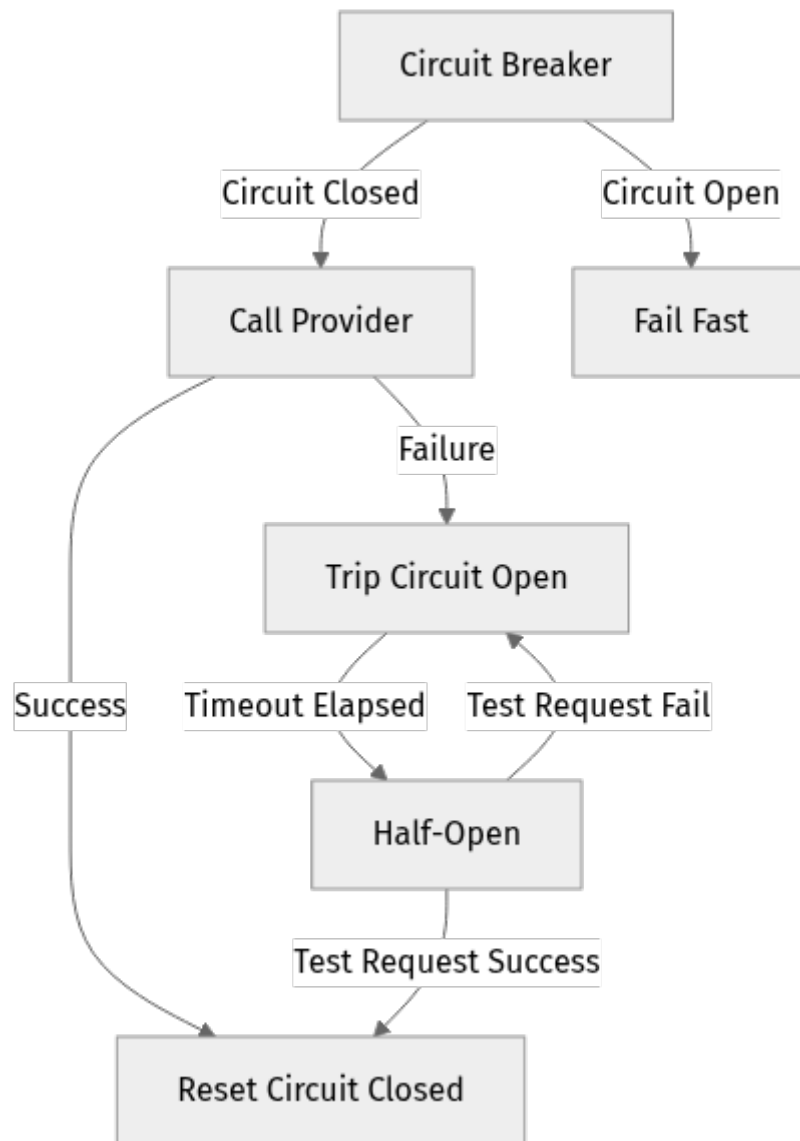 Circuit Breaker
Circuit Closed
Circuit Open
Call Provider
Fail Fast
Failure
Trip Circuit Open
Success
Timeout Elapsed
Test Request Fail
Half-Open
Test Request Success
Reset Circuit Closed